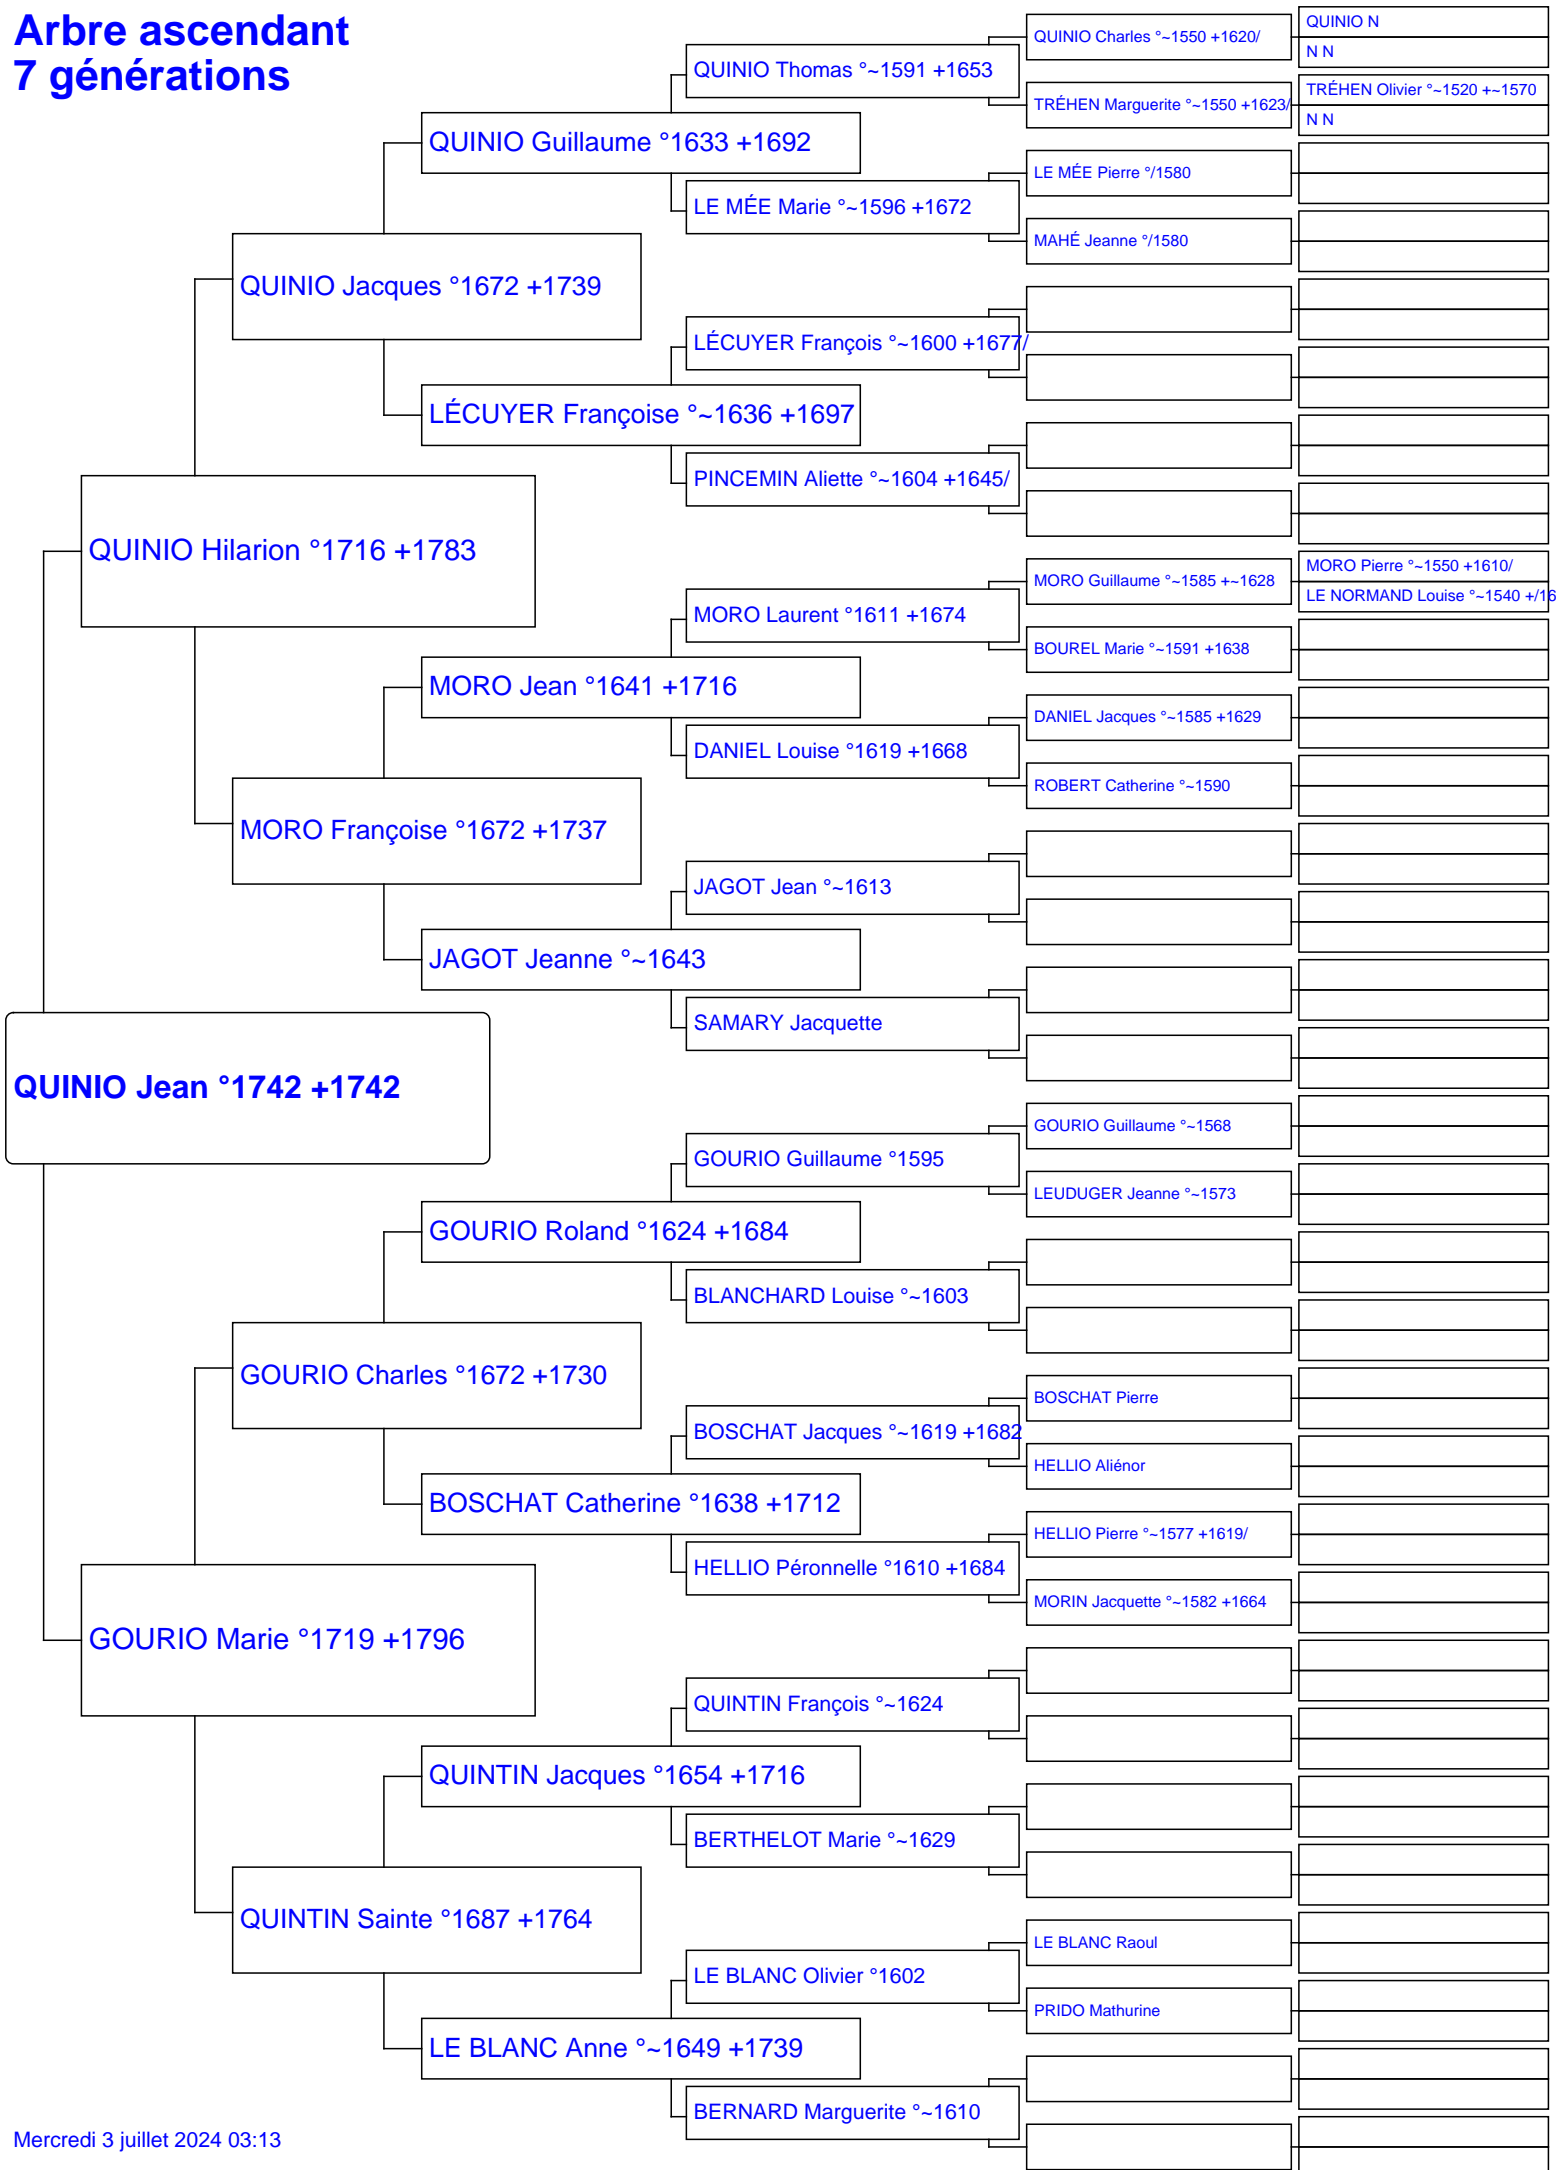 Arbre ascendant
7 générations
QUINIO Jean °1742 +1742
QUINIO Hilarion °1716 +1783
GOURIO Marie °1719 +1796
QUINIO Jacques °1672 +1739
MORO Françoise °1672 +1737
GOURIO Charles °1672 +1730
QUINTIN Sainte °1687 +1764
QUINIO Guillaume °1633 +1692
LÉCUYER Françoise °~1636 +1697
MORO Jean °1641 +1716
JAGOT Jeanne °~1643
GOURIO Roland °1624 +1684
BOSCHAT Catherine °1638 +1712
QUINTIN Jacques °1654 +1716
LE BLANC Anne °~1649 +1739
QUINIO Thomas °~1591 +1653
LE MÉE Marie °~1596 +1672
LÉCUYER François °~1600 +1677/
PINCEMIN Aliette °~1604 +1645/
MORO Laurent °1611 +1674
DANIEL Louise °1619 +1668
JAGOT Jean °~1613
SAMARY Jacquette
GOURIO Guillaume °1595
BLANCHARD Louise °~1603
BOSCHAT Jacques °~1619 +1682
HELLIO Péronnelle °1610 +1684
QUINTIN François °~1624
BERTHELOT Marie °~1629
LE BLANC Olivier °1602
BERNARD Marguerite °~1610
QUINIO Charles °~1550 +1620/
TRÉHEN Marguerite °~1550 +1623/
LE MÉE Pierre °/1580
MAHÉ Jeanne °/1580
MORO Guillaume °~1585 +~1628
BOUREL Marie °~1591 +1638
DANIEL Jacques °~1585 +1629
ROBERT Catherine °~1590
GOURIO Guillaume °~1568
LEUDUGER Jeanne °~1573
BOSCHAT Pierre
HELLIO Aliénor
HELLIO Pierre °~1577 +1619/
MORIN Jacquette °~1582 +1664
LE BLANC Raoul
PRIDO Mathurine
QUINIO N
N N
TRÉHEN Olivier °~1520 +~1570
N N
MORO Pierre °~1550 +1610/
LE NORMAND Louise °~1540 +/16
Mercredi 3 juillet 2024 03:13